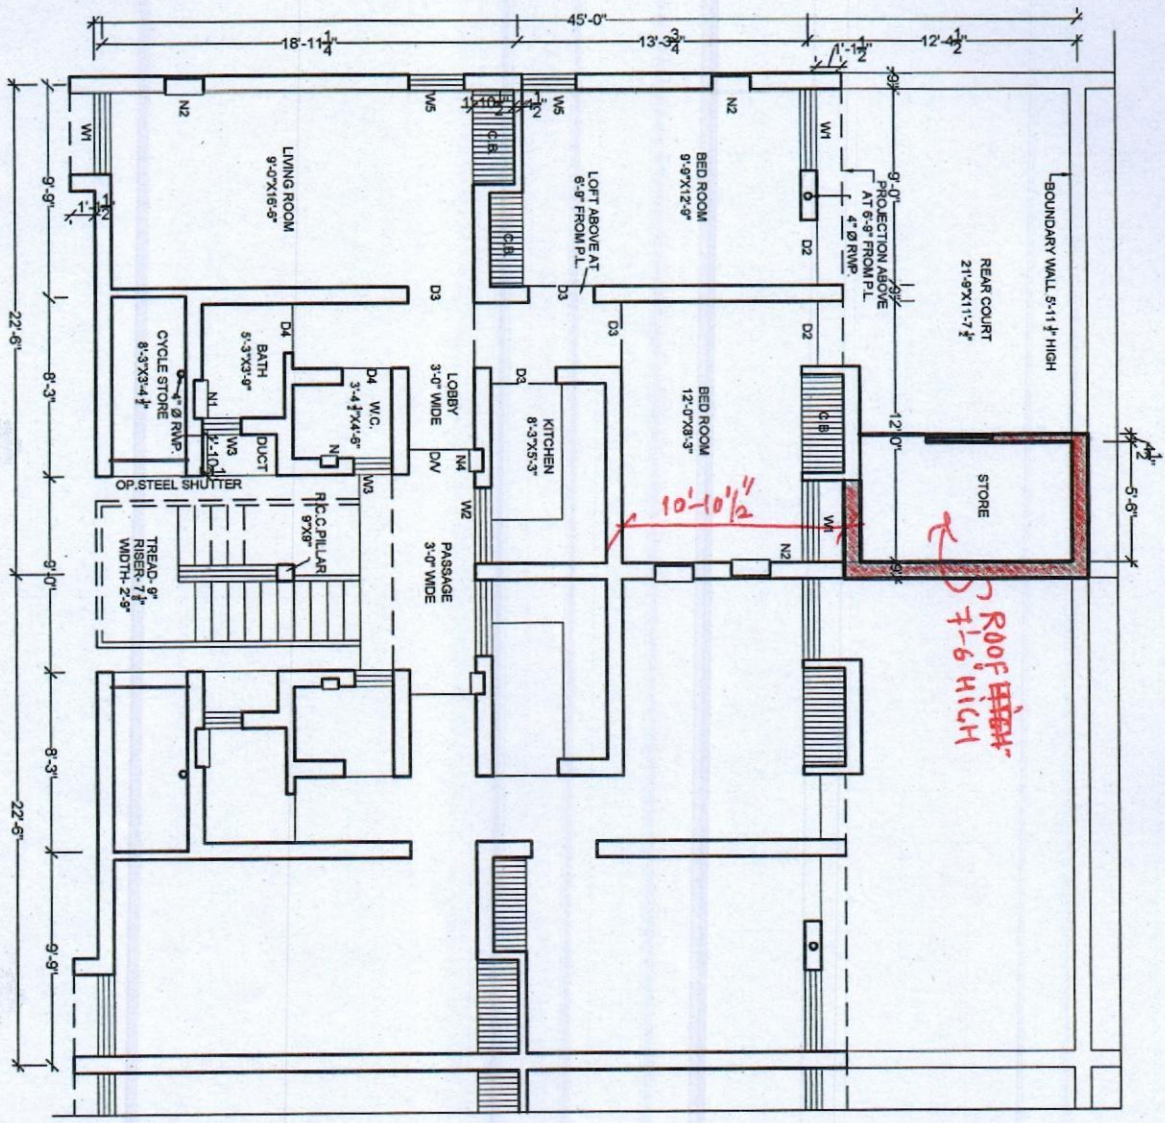 45'-0"
18'-11 1/4"
13'-3 3/4"
12'-4 1/2"
1'-1 1/2"
9"
N2
W5
W5
N2
W1
W1
C.B.
C.B.
LIVING ROOM
9'-0"X16'-6"
LOFT ABOVE AT
6'-9" FROM P.L.
BED ROOM
9'-9"X12'-9"
PROJECTION ABOVE
AT 6'-9" FROM P.L.
4" Ø RWP.
9'-0"
BOUNDARY WALL 5'-11 1/2" HIGH
REAR COURT
21'-9"X11'-7 1/2"
9'-9"
22'-6"
D2
D2
D3
D3
D3
D3
D4
D4
CYCLE STORE
8'-3"X3'-4 1/2"
4" Ø RWP.
BATH
5'-3"X3'-9"
N1
W3
DUCT
W.C.
3'-4 1/2"X4'-6"
W3
LOBBY
3'-0" WIDE
D/V
N4
W2
KITCHEN
8'-3"X5'-3"
BED ROOM
12'-0"X8'-3"
C.B.
12'-0"
STORE
4 1/2"
5'-6"
8'-3"
OP.STEEL SHUTTER
R.C.C.PILLAR
9"X9"
TREAD- 9"
RISER- 7 1/8"
WIDTH- 2'-9"
PASSAGE
3'-0" WIDE
N2
10'-10 1/2"
ROOF
7'-6" HIGH
9'-0"
8'-3"
22'-6"
9'-9"